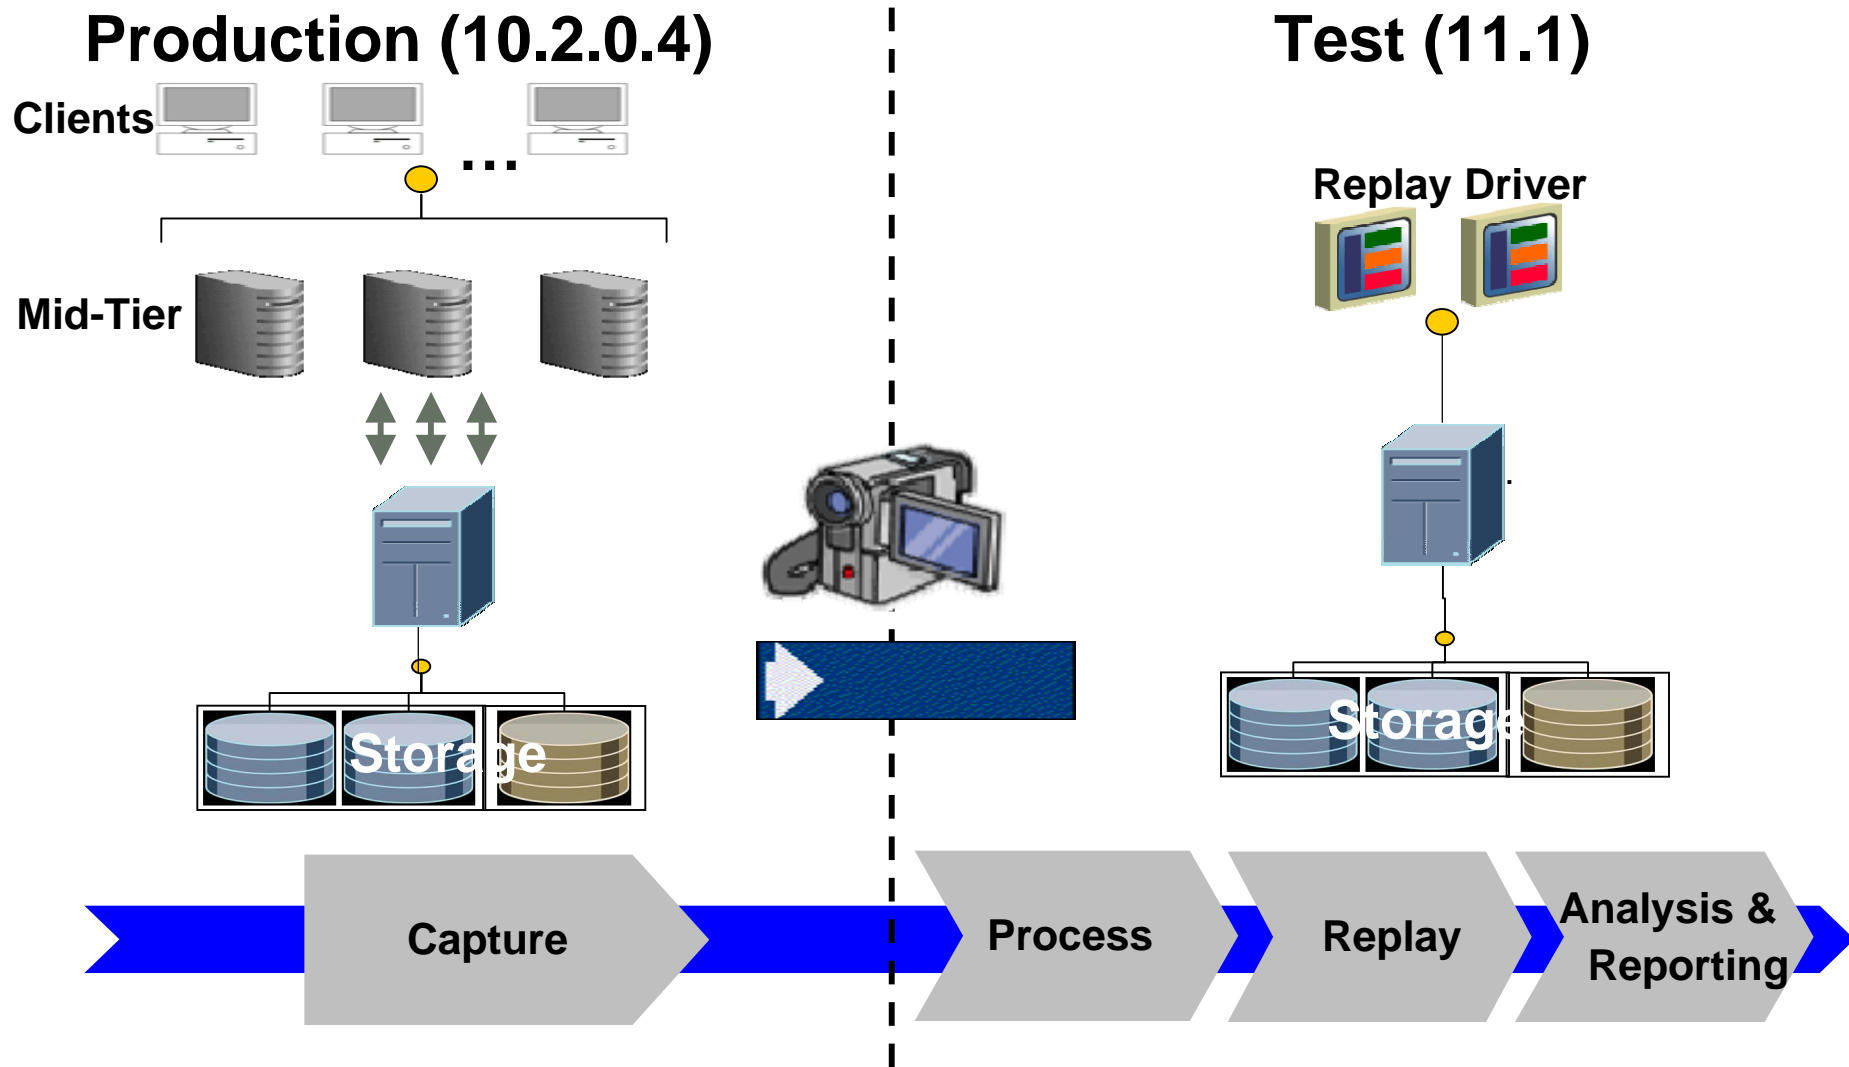 Production (10.2.0.4)
Test (11.1)
Clients
...
Replay Driver
Mid-Tier
.
Storage
Storage
Capture
Process
Replay
Analysis &
Reporting